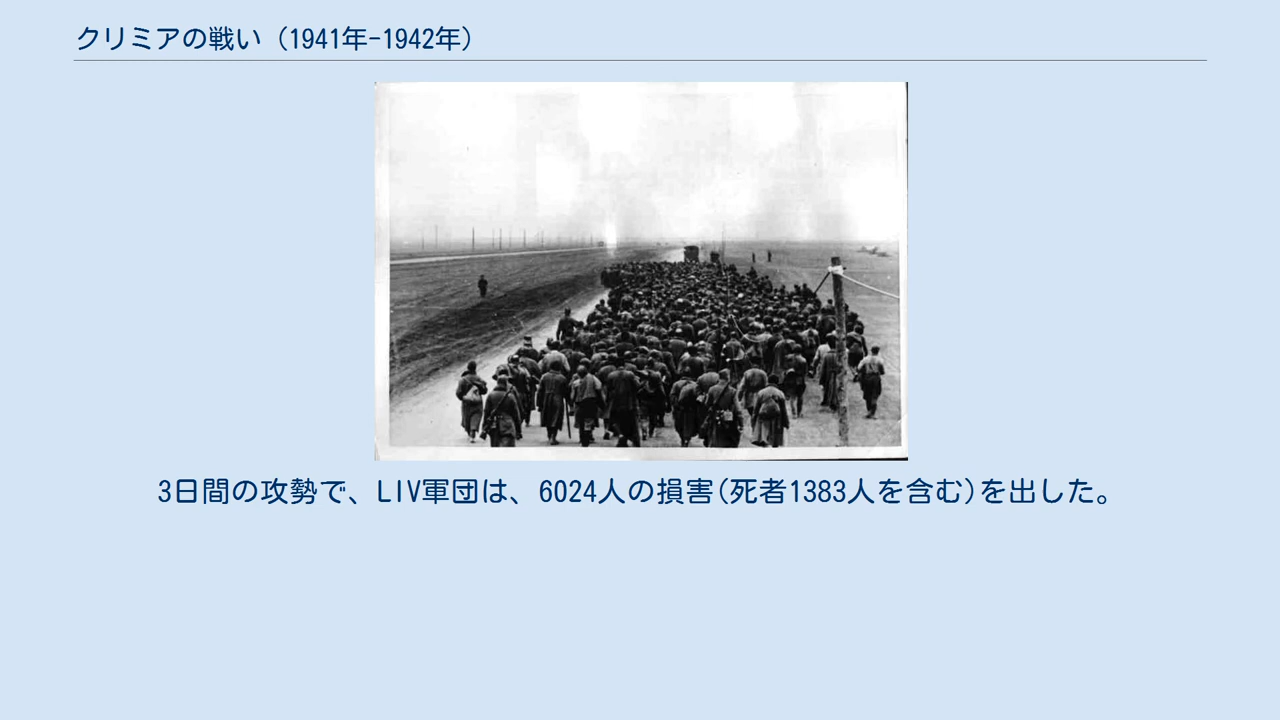 クリミアの戦い（1941年-1942年）
3日間の攻勢で、LIV軍団は、6024人の損害(死者1383人を含む)を出した。